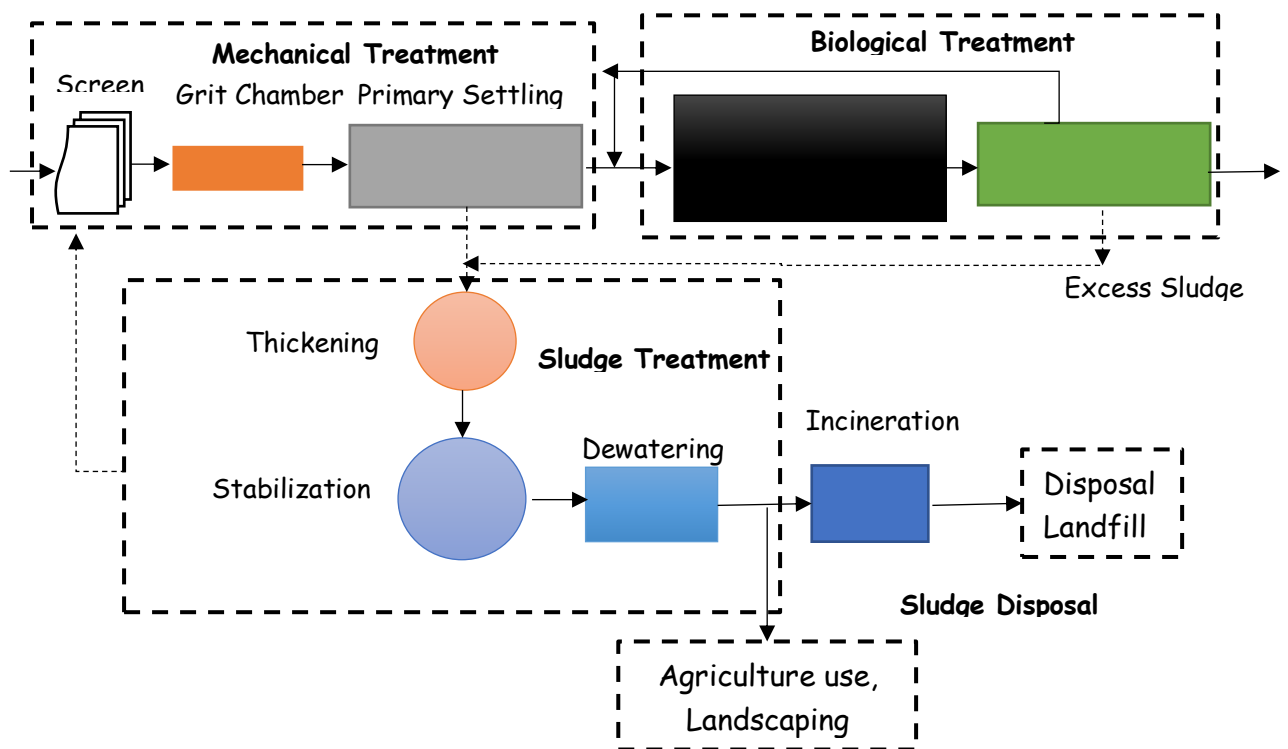 Mechanical Treatment
Biological Treatment
Screen
Grit Chamber Primary Settling
Excess Sludge
Thickening
Sludge Treatment
Incineration
Dewatering
Stabilization
Disposal
Landfill
Sludge Disposal
Agriculture use,
Landscaping